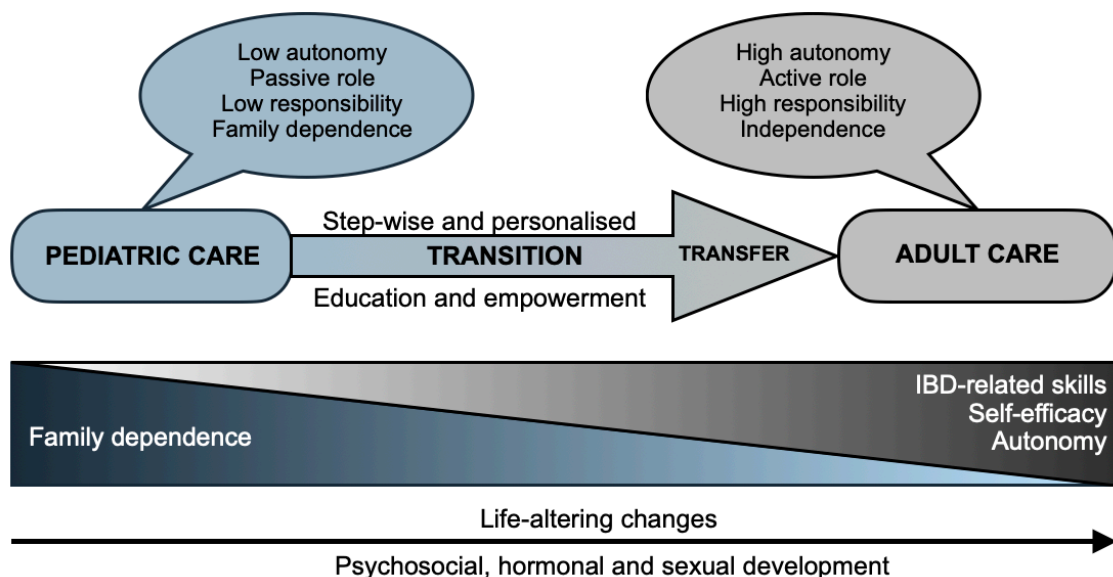 Low autonomy
Passive role
Low responsibility
Family dependence
High autonomy
Active role
High responsibility
Independence
PEDIATRIC CARE
Step-wise and personalised
TRANSITION
Education and empowerment
TRANSFER
ADULT CARE
Family dependence
IBD-related skills
Self-efficacy
Autonomy
Life-altering changes
Psychosocial, hormonal and sexual development